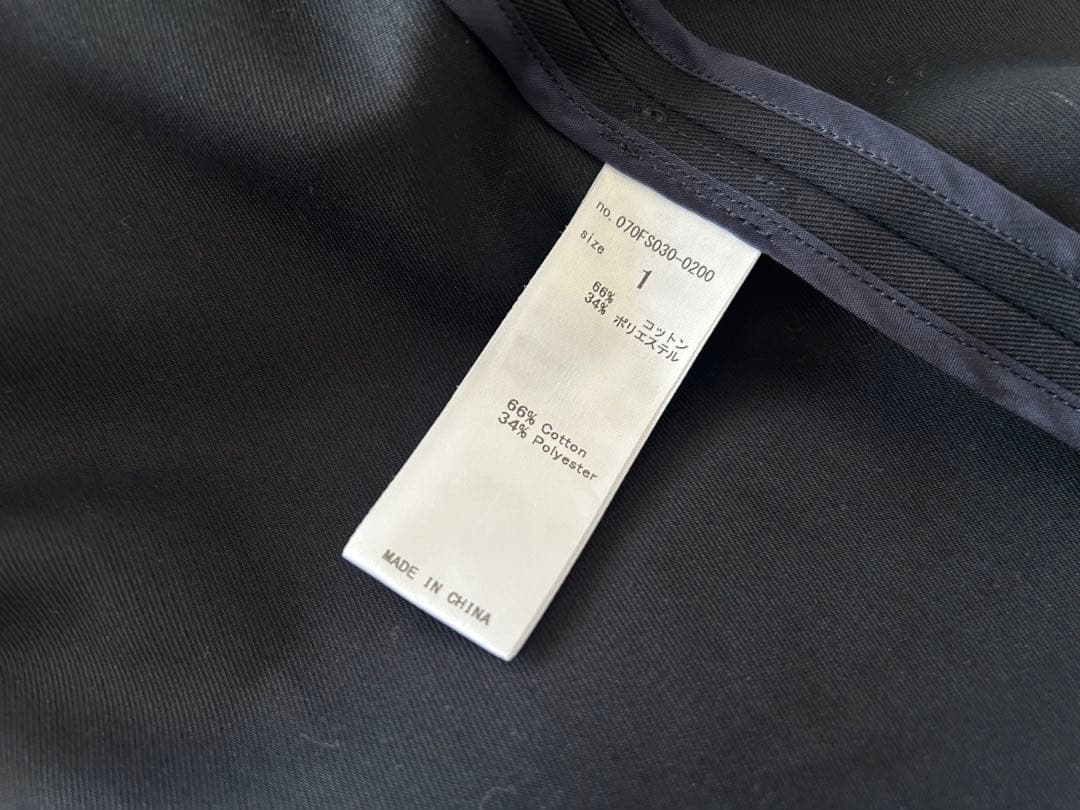 no. 070FS030-0200
size
1
66% コットン
34% ポリエステル
66% Cotton
34% Polyester
MADE IN CHINA